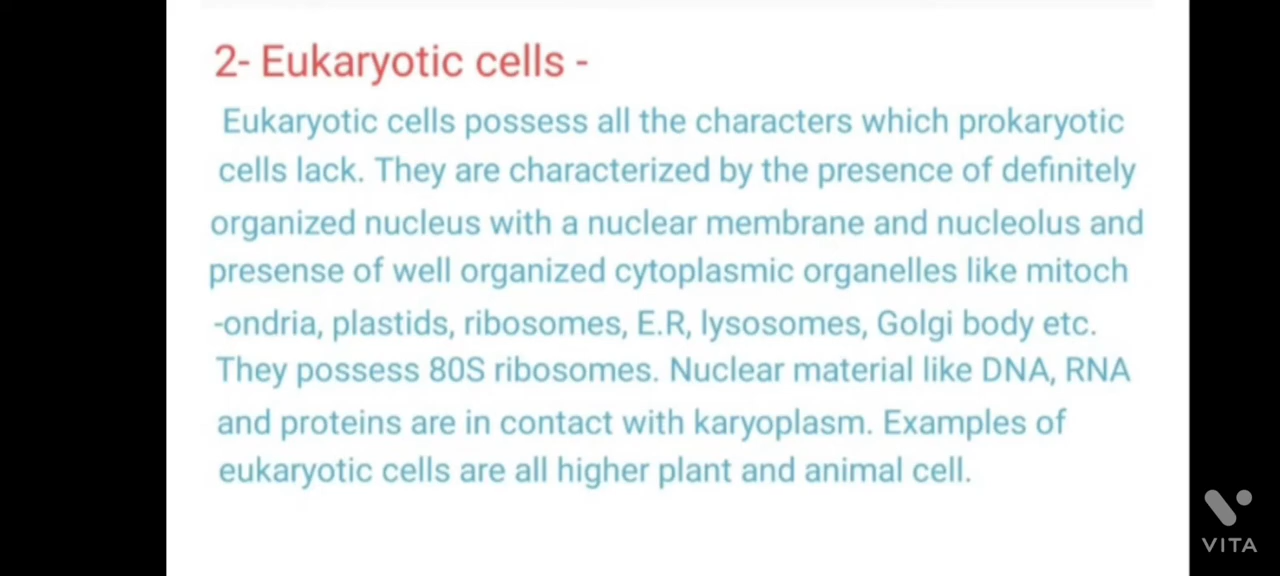 2- Eukaryotic cells -
Eukaryotic cells possess all the characters which prokaryotic
cells lack. They are characterized by the presence of definitely
organized nucleus with a nuclear membrane and nucleolus and
presense of well organized cytoplasmic organelles like mitoch
-ondria, plastids, ribosomes, E.R, lysosomes, Golgi body etc.
They possess 80S ribosomes. Nuclear material like DNA, RNA
and proteins are in contact with karyoplasm. Examples of
eukaryotic cells are all higher plant and animal cell.
VITA